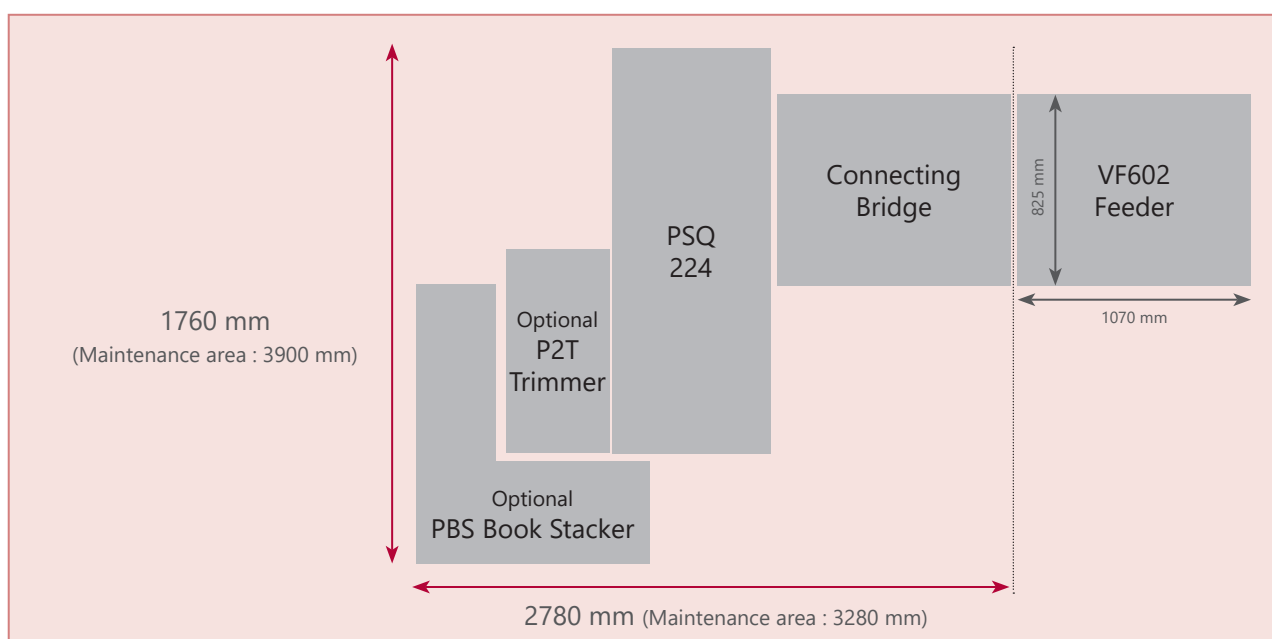 Connecting
Bridge
VF602
Feeder
825 mm
1070 mm
PSQ
224
1760 mm
(Maintenance area : 3900 mm)
Optional
P2T
Trimmer
Optional
PBS Book Stacker
2780 mm (Maintenance area : 3280 mm)